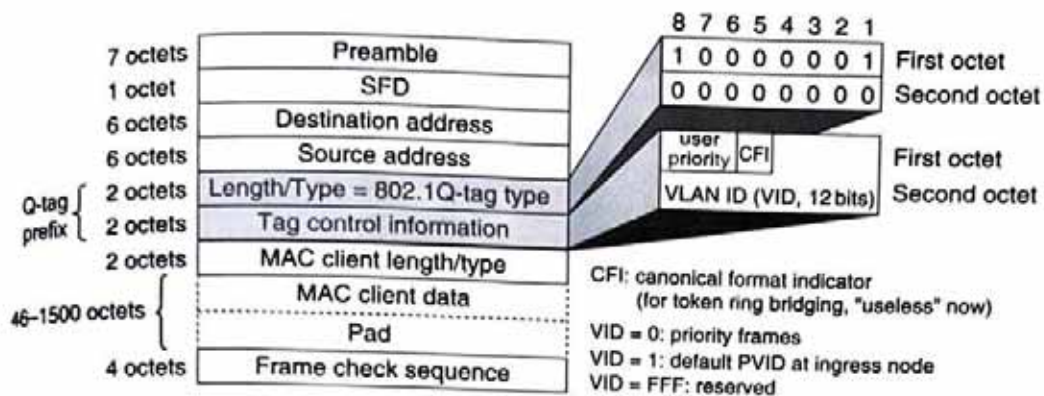 7 octets Preamble
1 octet SFD
6 octets Destination address
6 octets Source address
Q-tag prefix
2 octets Length/Type = 802.1Q-tag type
2 octets Tag control information
2 octets MAC client length/type
46–1500 octets
MAC client data
Pad
4 octets Frame check sequence
8 7 6 5 4 3 2 1
1 0 0 0 0 0 0 1 First octet
0 0 0 0 0 0 0 0 Second octet
user priority CFI First octet
VLAN ID (VID, 12 bits) Second octet
CFI: canonical format indicator
(for token ring bridging, "useless" now)
VID = 0: priority frames
VID = 1: default PVID at ingress node
VID = FFF: reserved